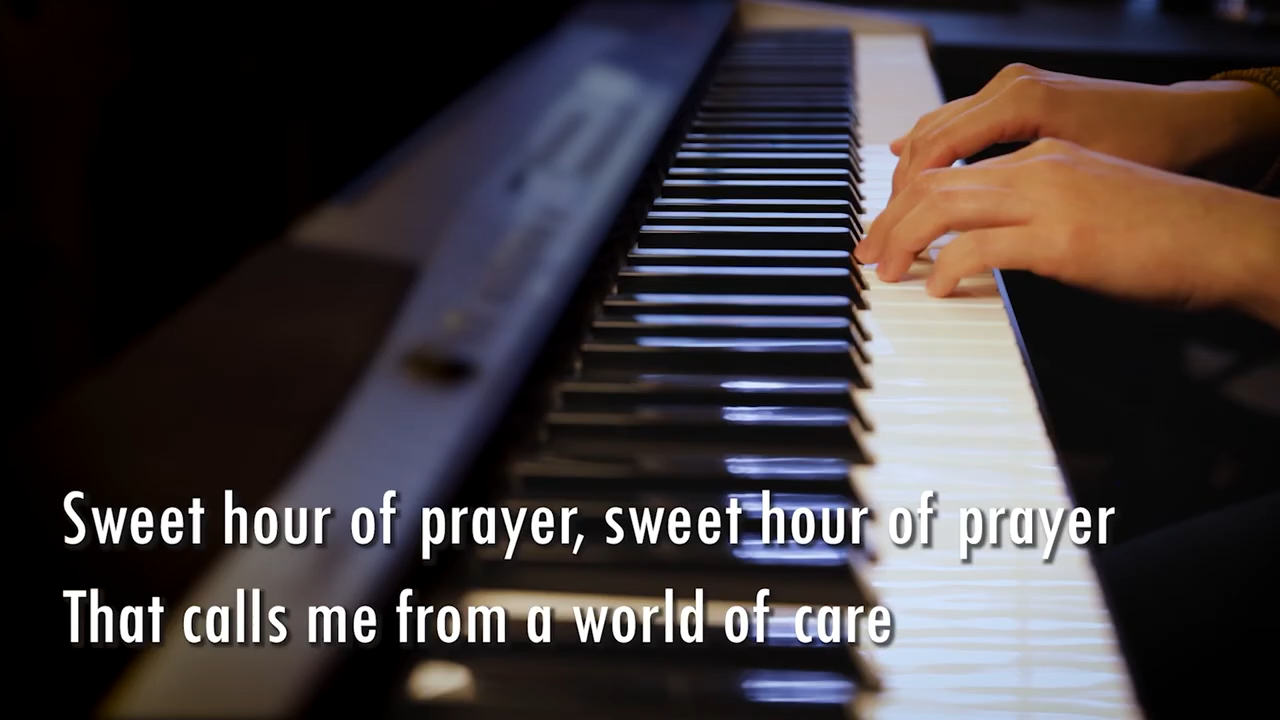 Sweet hour of prayer, sweet hour of prayer
That calls me from a world of care